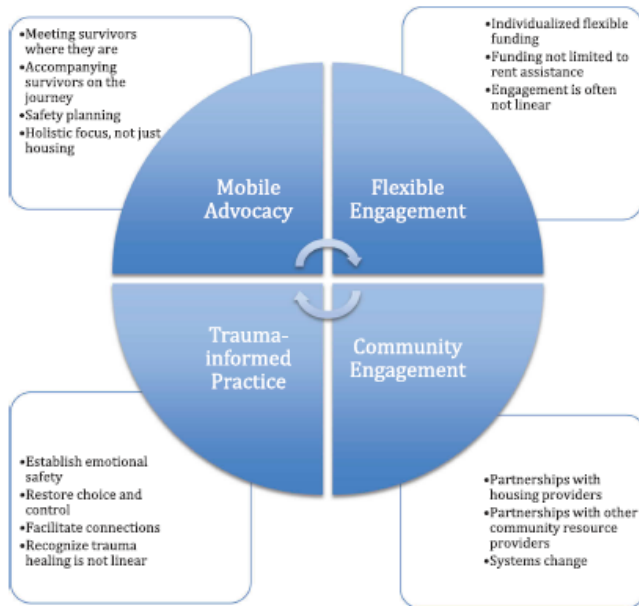 •Meeting survivors
where they are
•Accompanying
survivors on the
journey
•Safety planning
•Holistic focus, not just
housing
•Individualized flexible
funding
•Funding not limited to
rent assistance
•Engagement is often
not linear
Mobile
Advocacy
Flexible
Engagement
Trauma-
informed
Practice
Community
Engagement
•Establish emotional
safety
•Restore choice and
control
•Facilitate connections
•Recognize trauma
healing is not linear
•Partnerships with
housing providers
•Partnerships with other
community resource
providers
•Systems change